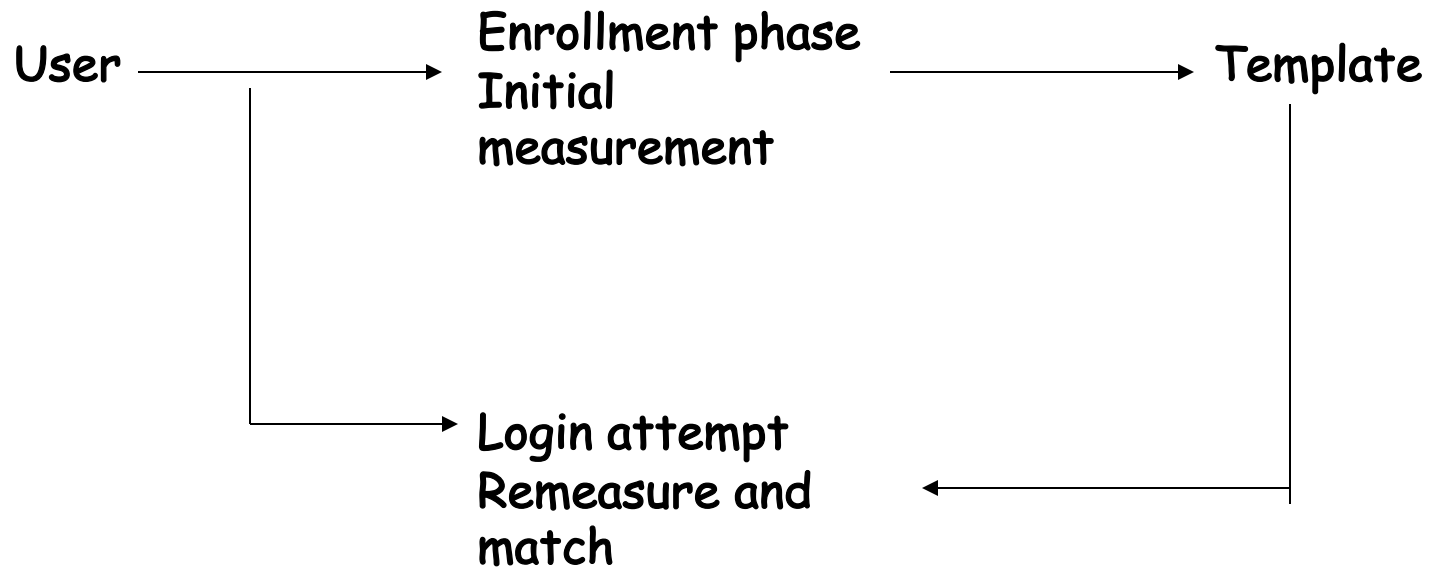 User
Enrollment phase
Initial
measurement
Template
Login attempt
Remeasure and
match